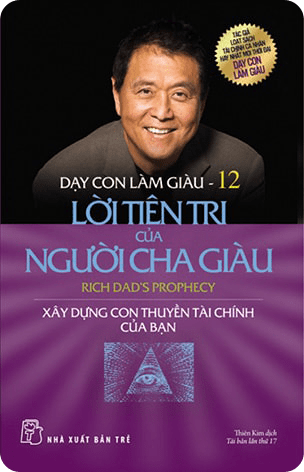 TÁC GIẢ
LOẠT SÁCH
TÀI CHÍNH CÁ NHÂN
HAY NHẤT MỌI THỜI ĐẠI
DẠY CON
LÀM GIÀU
DẠY CON LÀM GIÀU - 12
LỜI TIÊN TRI
CỦA
NGƯỜI CHA GIÀU
RICH DAD'S PROPHECY
XÂY DỰNG CON THUYỀN TÀI CHÍNH
CỦA BẠN
NHÀ XUẤT BẢN TRẺ
Thiên Kim dịch
Tái bản lần thứ 17